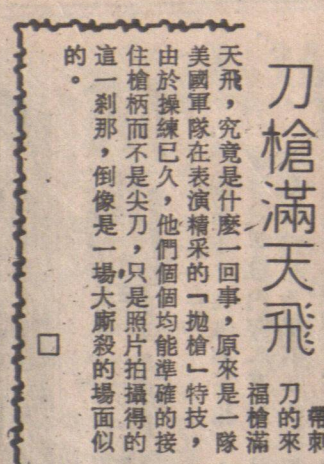 刀槍滿天飛
帶刺
刀的來
福槍滿
天飛，究竟是什麼一回事，原來是一隊
美國軍隊在表演精采的「拋槍」特技，
由於操練已久，他們個個均能準確的接
住槍柄而不是尖刀，只是照片拍攝得的
這一剎那，倒像是一場大廝殺的場面似
的。
□